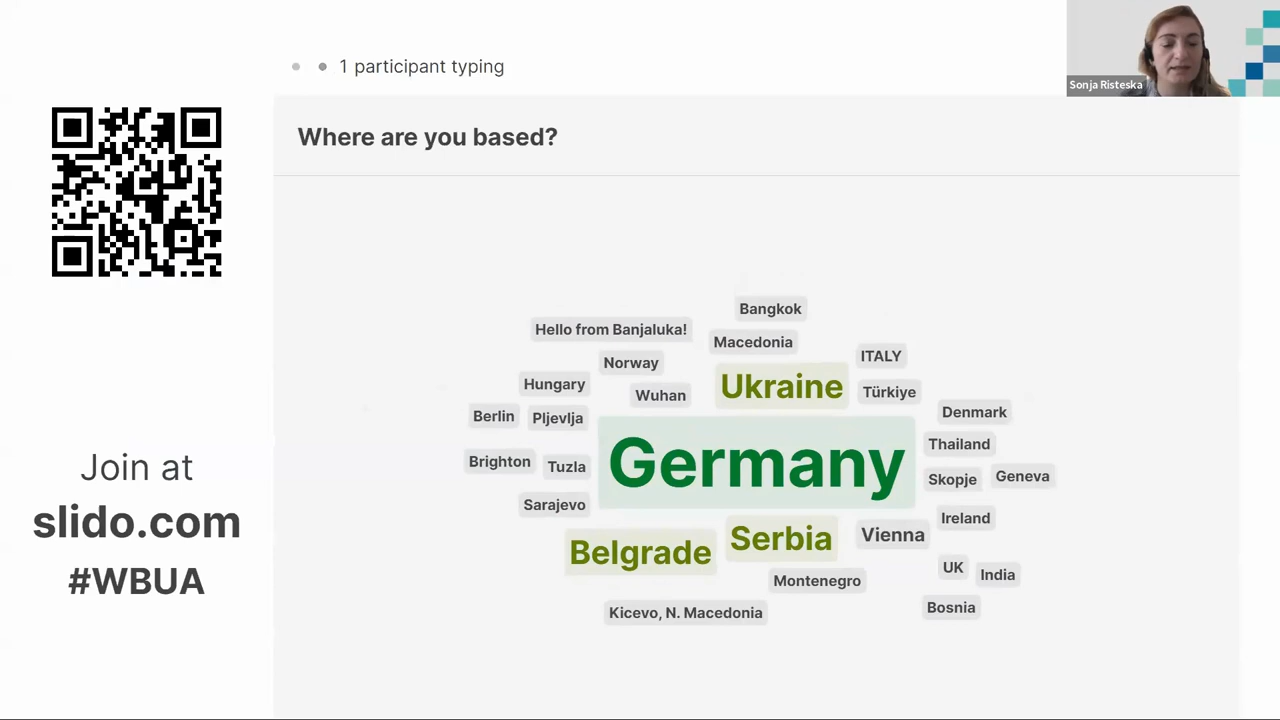 1 participant typing
Sonja Risteska
Where are you based?
Bangkok
Hello from Banjaluka!
Macedonia
ITALY
Norway
Hungary
Ukraine
Türkiye
Wuhan
Berlin
Pljevlja
Denmark
Germany
Thailand
Brighton
Tuzla
Skopje
Geneva
Sarajevo
Ireland
Belgrade
Serbia
Vienna
UK
India
Montenegro
Bosnia
Kicevo, N. Macedonia
Join at
slido.com
#WBUA